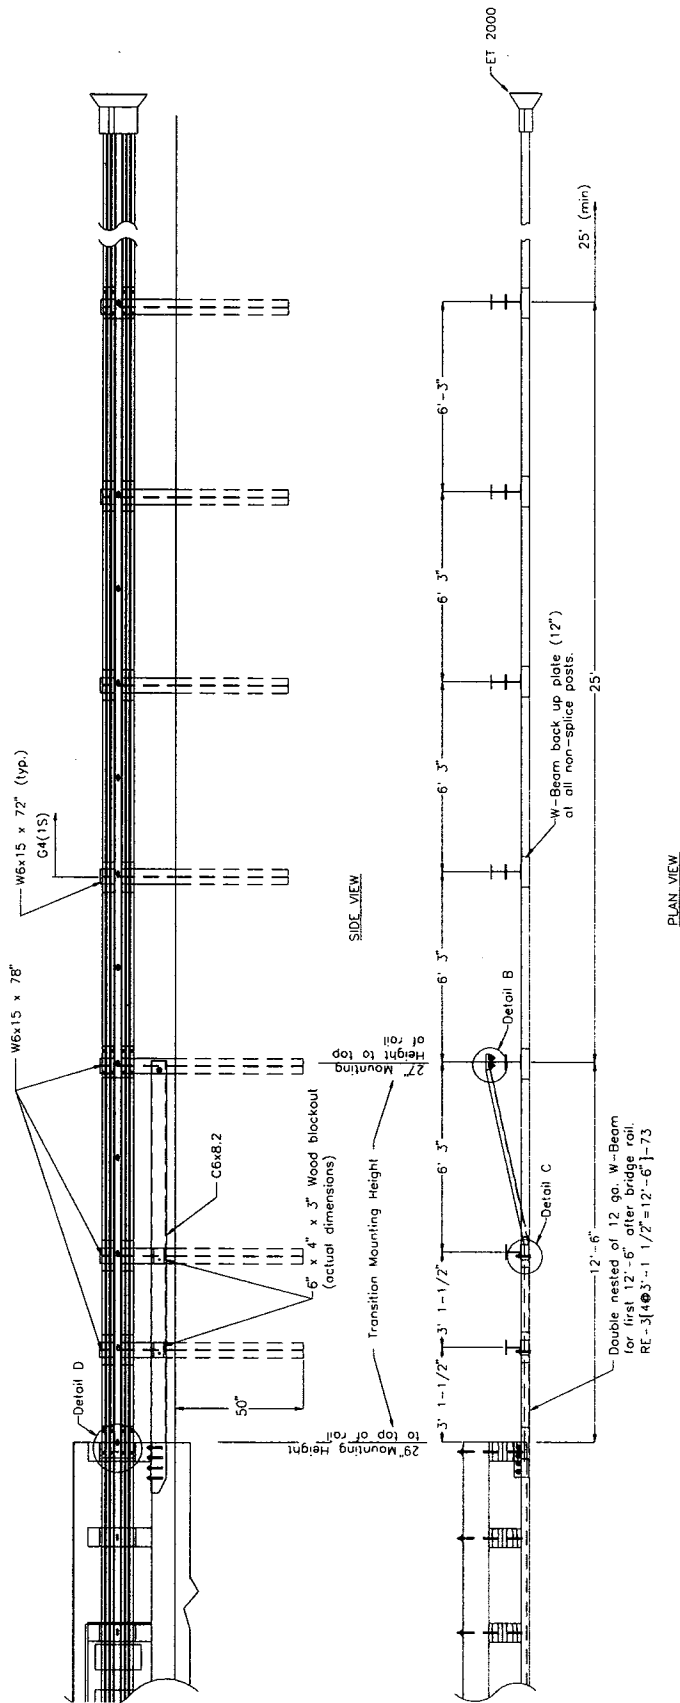 W6x15 x 78"
W6x15 x 72" (typ.)
G4(1S)
Detail D
C6x8.2
6" x 4" x 3" Wood blockout
(actual dimensions)
50"
SIDE VIEW
29" Mounting Height
to top of rail
Transition Mounting Height
27" Mounting
Height to top
of rail
3' 1-1/2"
3' 1-1/2"
6' 3"
6' 3"
6' 3"
6' 3"
6'-3"
Detail B
Detail C
ET 2000
W-Beam back up plate (12")
at all non-splice posts.
12'-6"
25'
25' (min)
Double nested of 12 ga. W-Beam
for first 12'-6" after bridge rail.
RE-3[4@3'-1 1/2"=12'-6"]-73
PLAN VIEW